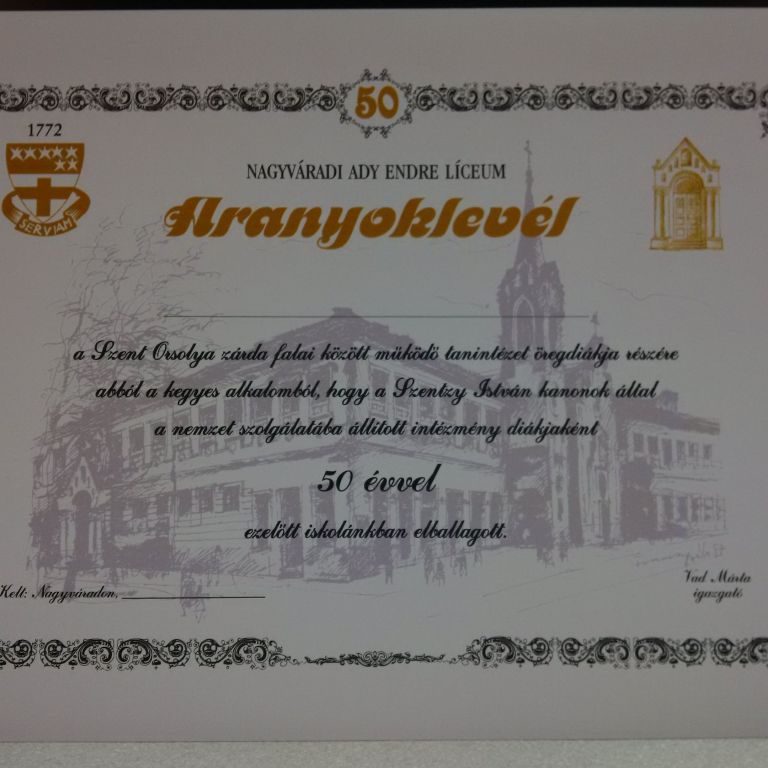 50
1772
SERVIAM
NAGYVÁRADI ADY ENDRE LÍCEUM
Aranyoklevél
a Szent Orsolya zárda falai között működő tanintézet öregdiákja részére
abból a kegyes alkalomból, hogy a Szentzy István kanonok által
a nemzet szolgálatába állított intézmény diákjaként
50 évvel
ezelőtt iskolánkban elballagott.
Kelt: Nagyváradon,
Vad Márta
igazgató